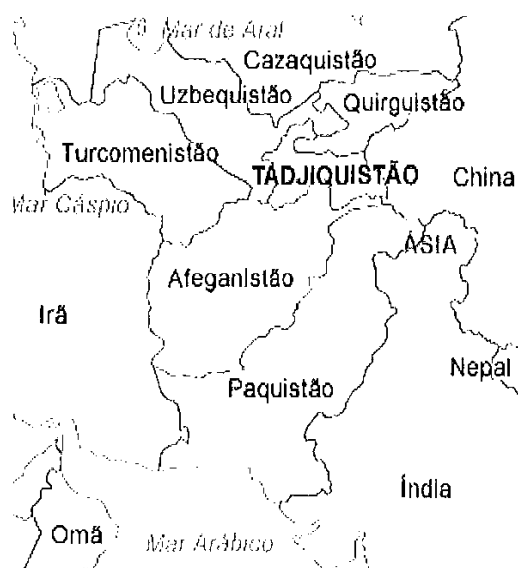 Mar de Aral
Cazaquistão
Uzbequistão
Quirguistão
Turcomenistão
TADJIQUISTÃO
China
Mar Cáspio
ÁSIA
Afeganistão
Irã
Nepal
Paquistão
Índia
Omã
Mar Arábico